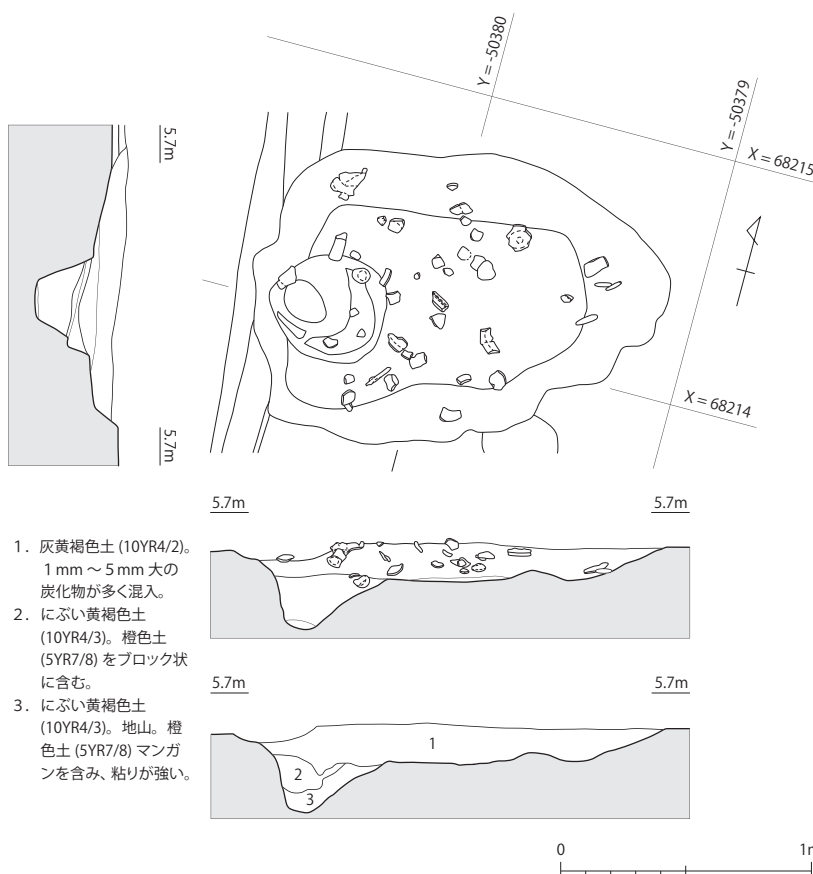 Y = -50380
Y = -50379
X = 68215
5.7m
5.7m
X = 68214
5.7m
5.7m
1. 灰黄褐色土 (10YR4/2)。
1 mm ~ 5 mm 大の
炭化物が多く混入。
2. にぶい黄褐色土
(10YR4/3)。橙色土
(5YR7/8) をブロック状
に含む。
3. にぶい黄褐色土
(10YR4/3)。地山。橙
色土 (5YR7/8) マンガ
ンを含み、粘りが強い。
5.7m
5.7m
1
2
3
0
1m